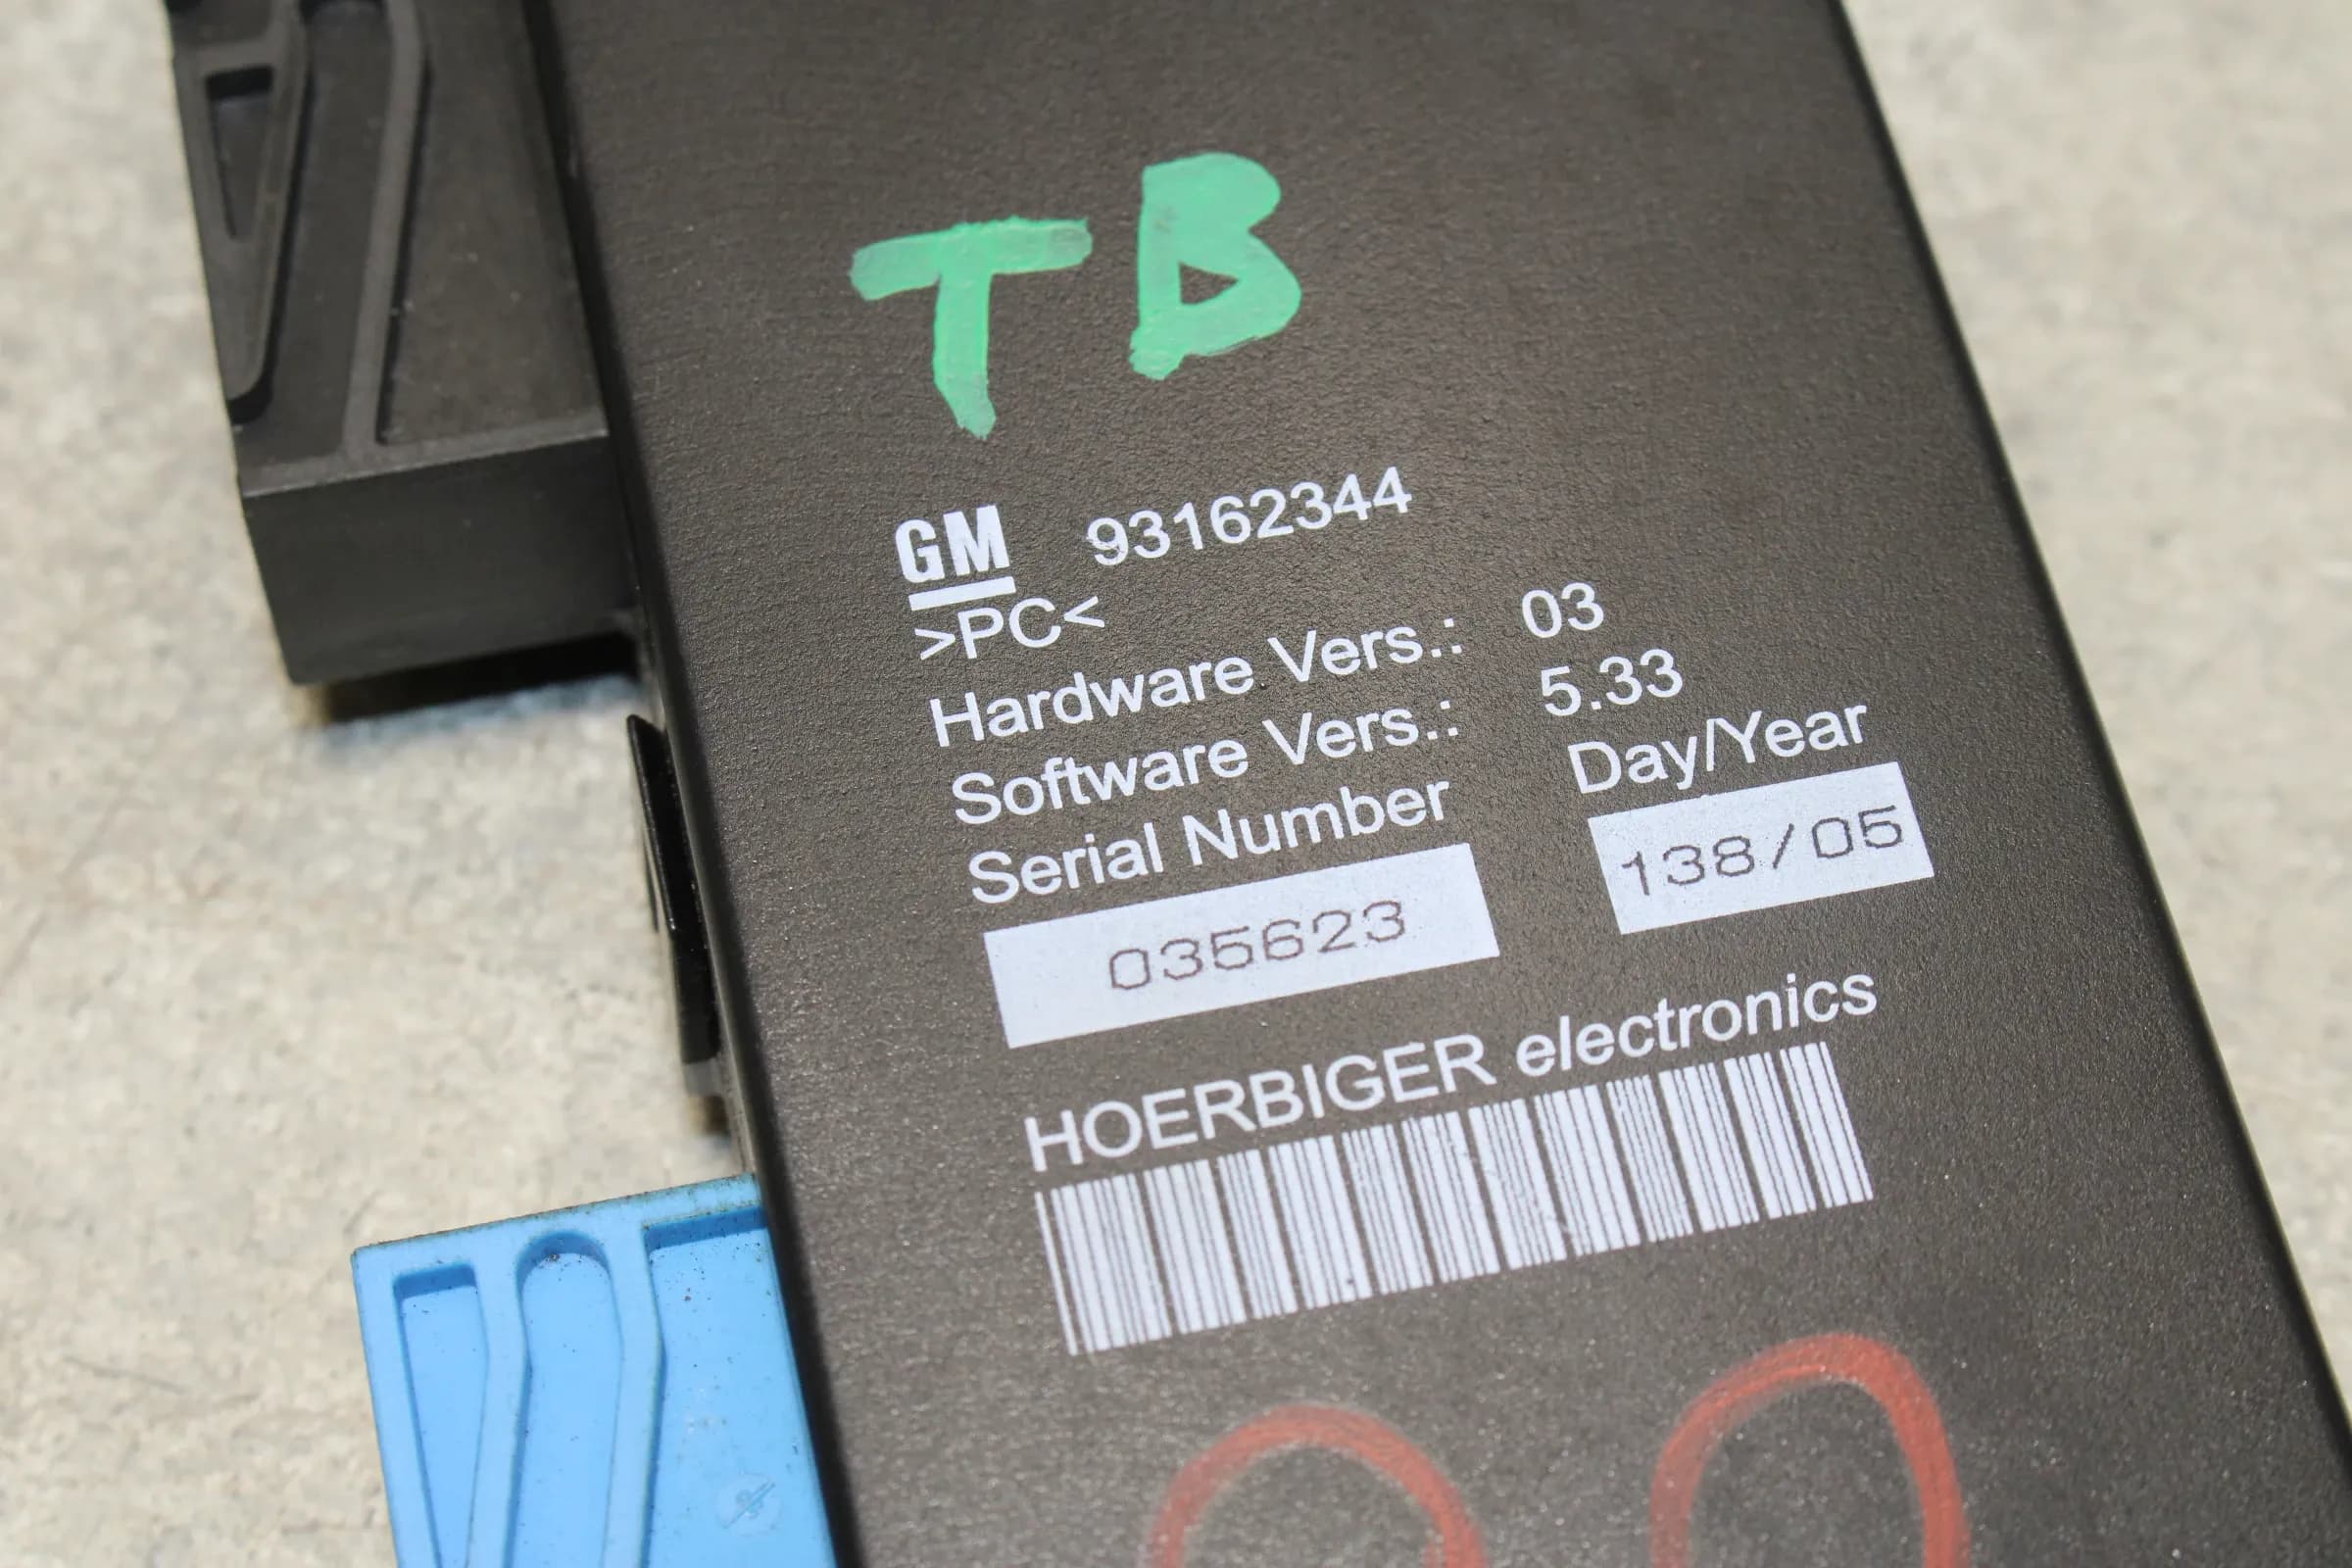 TB
GM 93162344
>PC<
Hardware Vers.: 03
Software Vers.: 5.33
Serial Number Day/Year
035623 138/05
HOERBIGER electronics